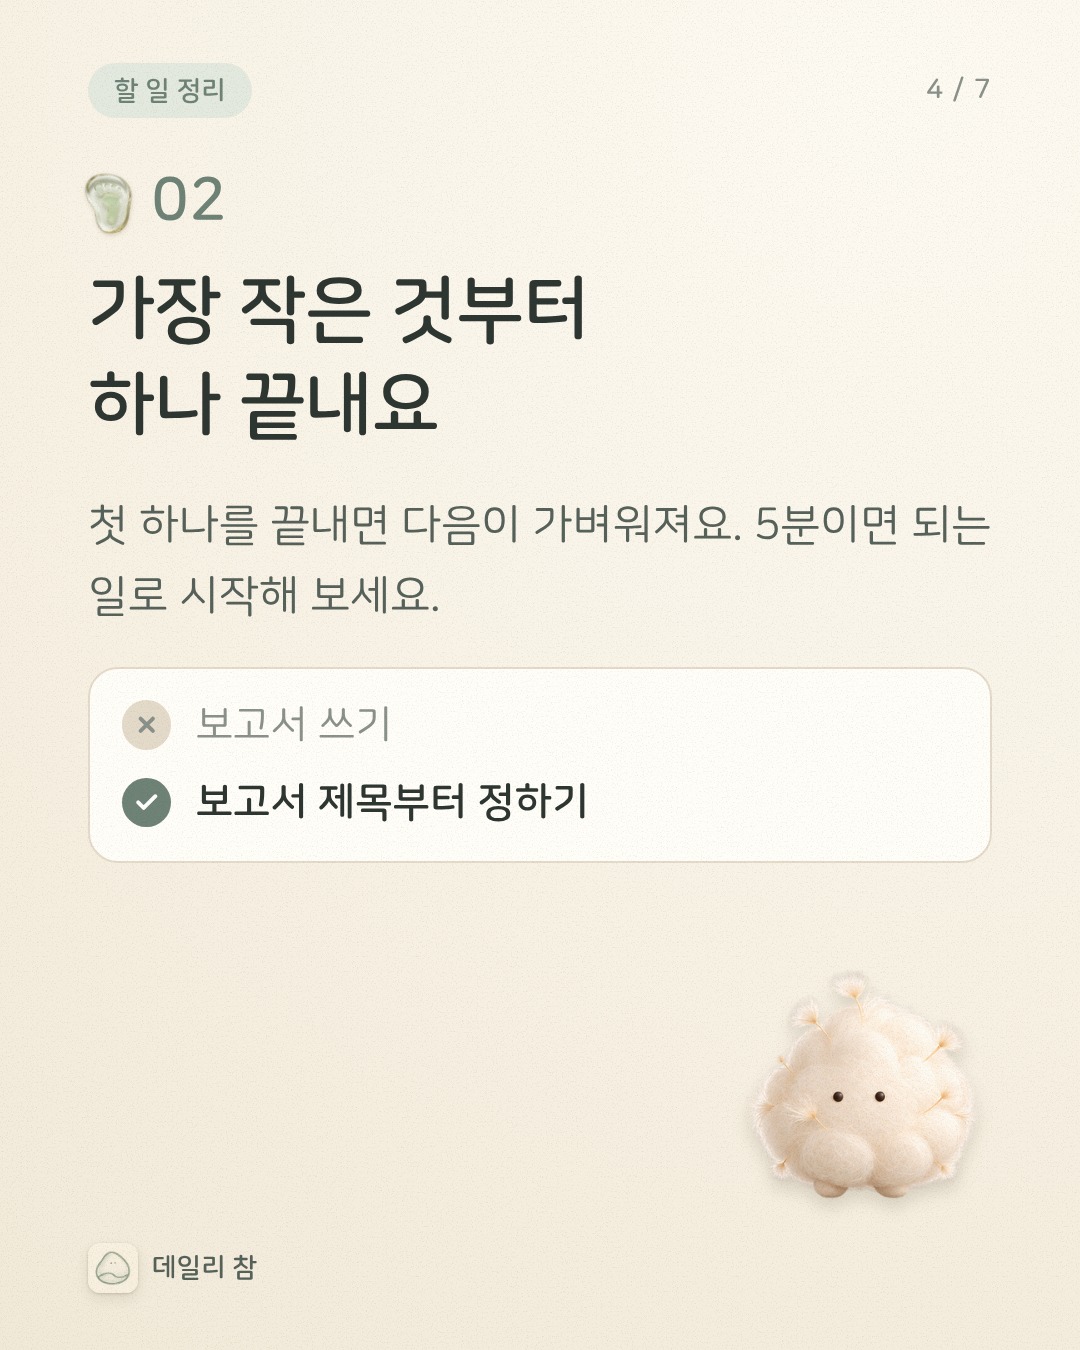 할 일 정리
4 / 7
02
가장 작은 것부터
하나 끝내요
첫 하나를 끝내면 다음이 가벼워져요. 5분이면 되는
일로 시작해 보세요.
보고서 쓰기
보고서 제목부터 정하기
데일리 참